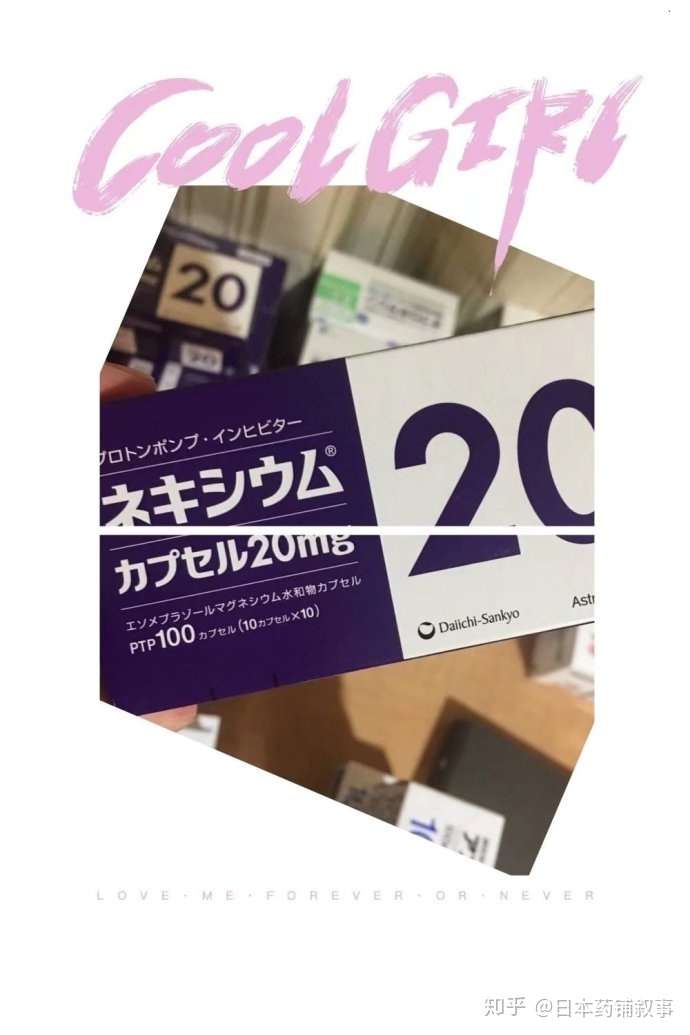 COOL GIRL
20
20
プロトンポンプ・インヒビター
ネキシウム®
20
カプセル20mg
エソメプラゾールマグネシウム水和物カプセル
PTP100カプセル(10カプセル×10)
Daiichi-Sankyo
Ast
LOVE·ME·FOREVER·OR·NEVER
知乎 @日本药铺叙事